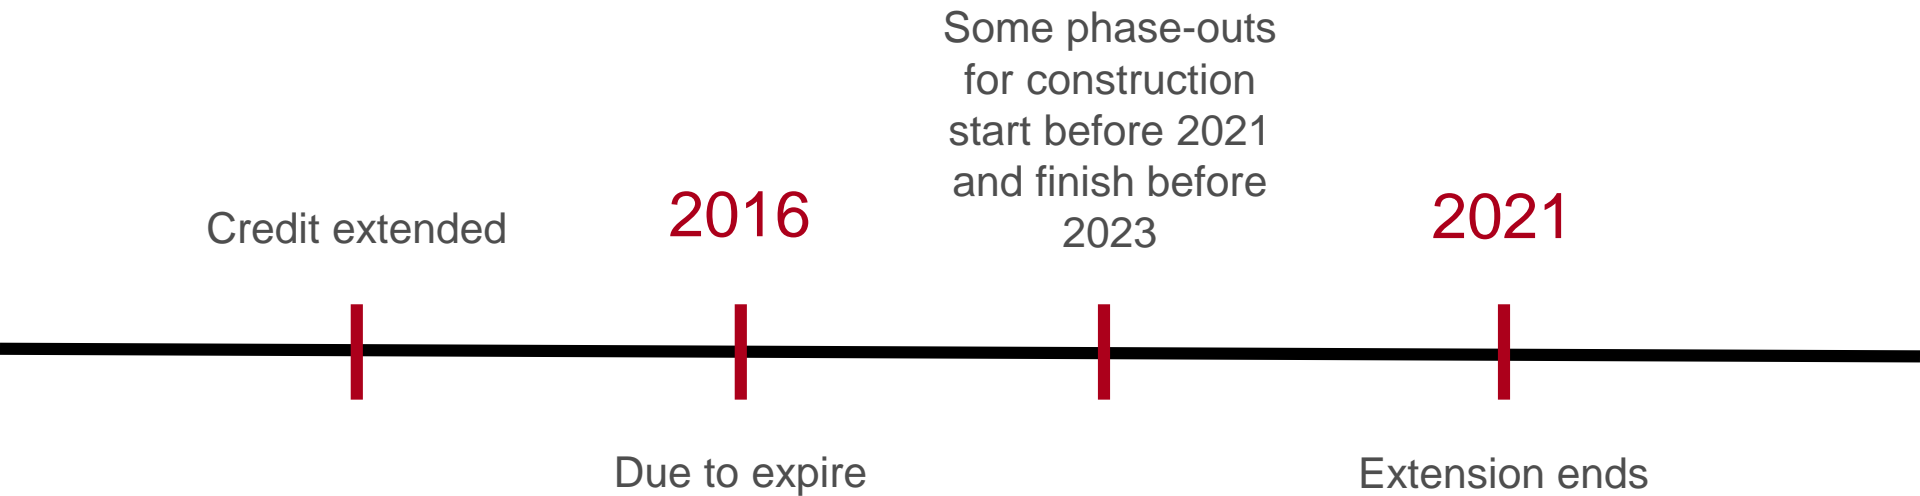 Credit extended
2016
Due to expire
Some phase-outs
for construction
start before 2021
and finish before
2023
2021
Extension ends